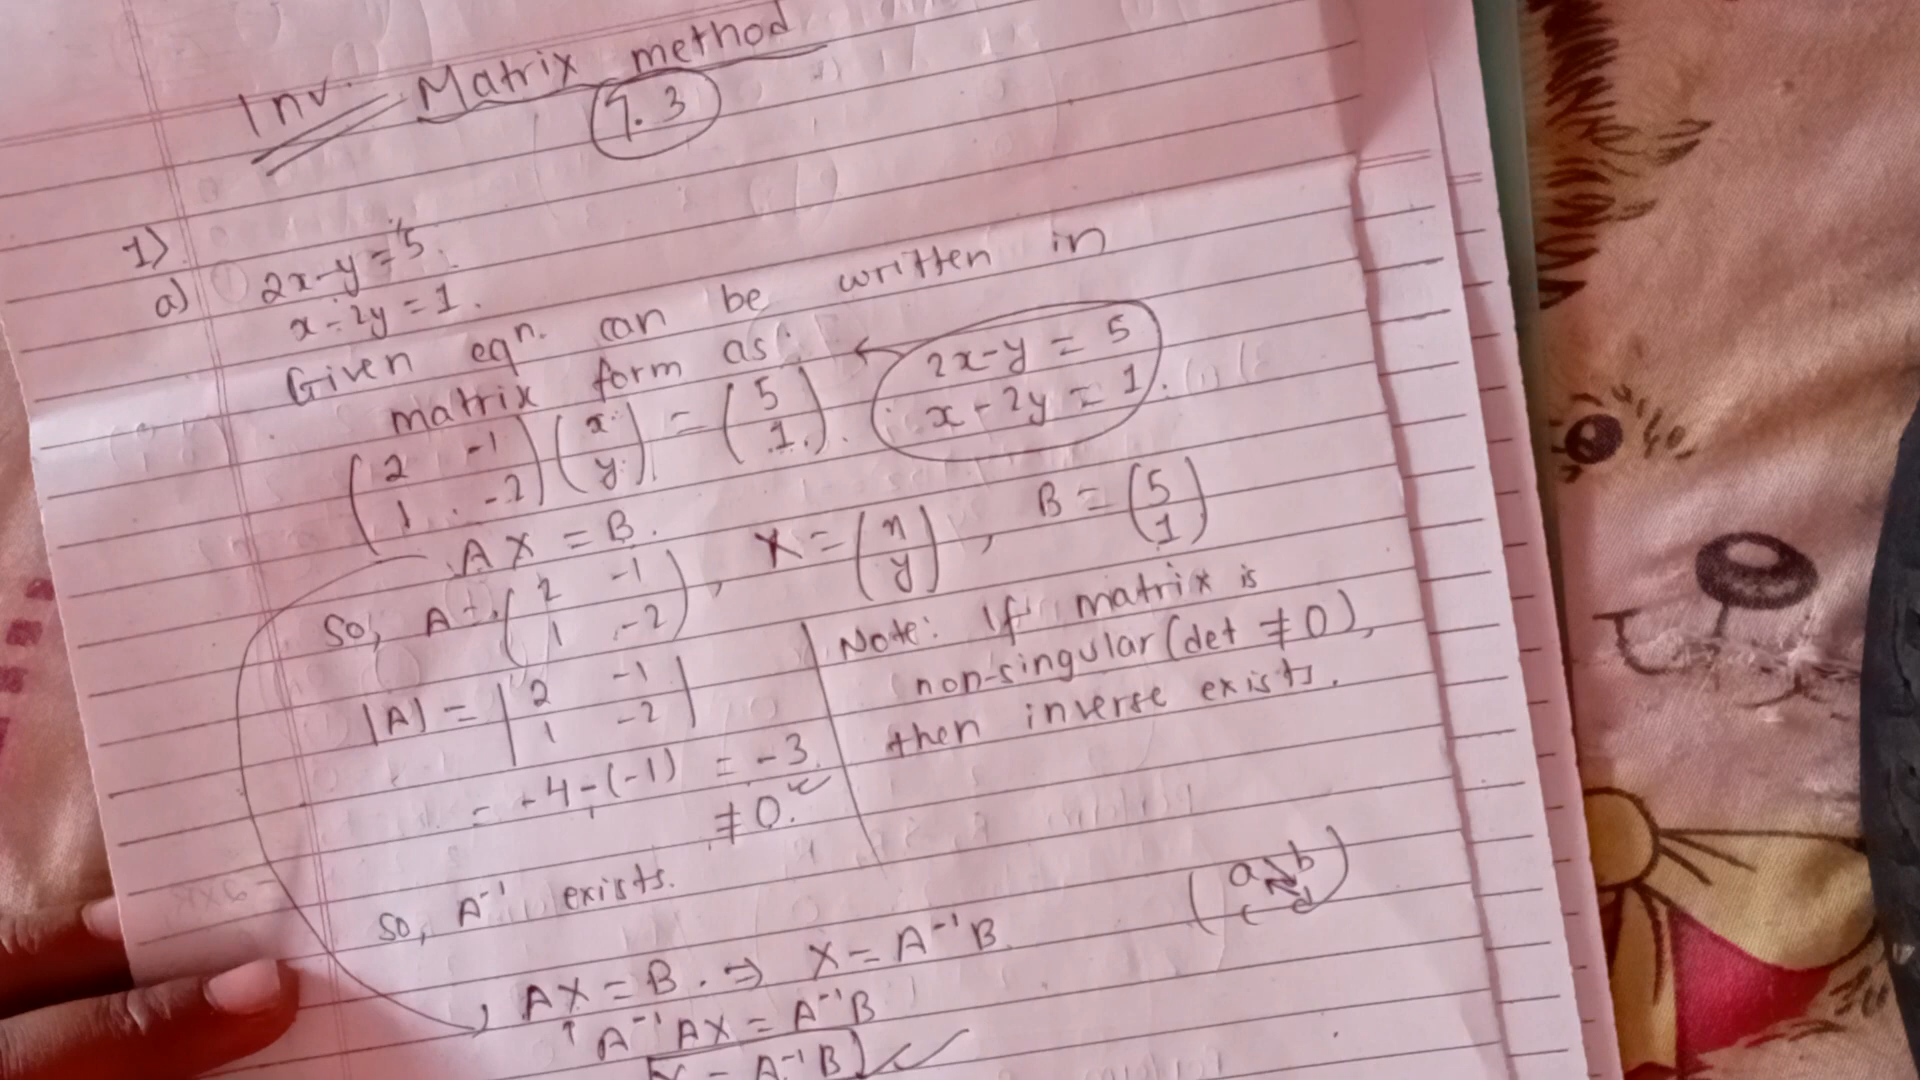 Inv. Matrix method
7.3
1)
a) 2x-y=5.
x-2y=1.
Given eqn. can be written in
matrix form as:
2x-y = 5
x-2y = 1.
(2 -1
1 -2) (x
y) = (5
1).
AX = B.
So, A = (2 -1
1 -2), X = (x
y), B = (5
1)
|A| = |2 -1
1 -2|
= -4-(-1) = -3
≠0.
Note: If matrix is
non-singular (det ≠0),
then inverse exists.
So, A⁻¹ exists.
(a b
c d)
AX = B. ⇒ X = A⁻¹B
A⁻¹AX = A⁻¹B
X = A⁻¹B